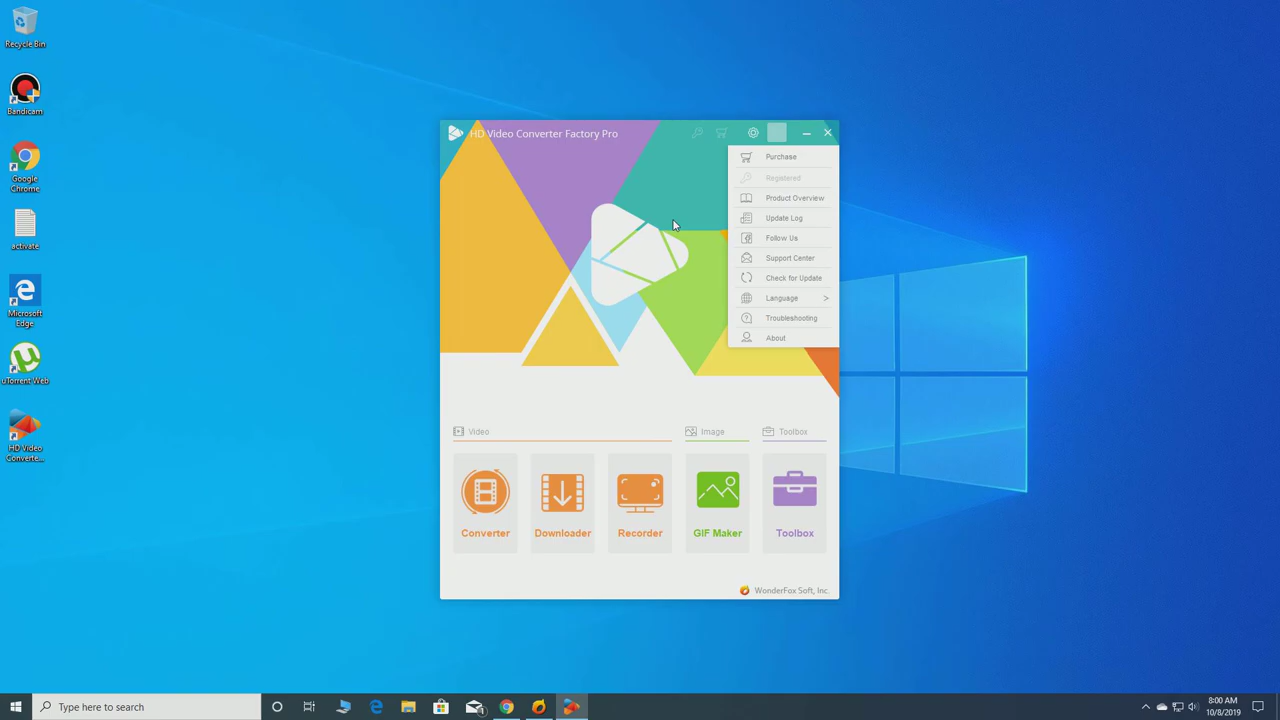 Recycle Bin
Bandicam
Google
Chrome
activate
Microsoft
Edge
uTorrent Web
HD Video
Converte...
HD Video Converter Factory Pro
Purchase
Registered
Product Overview
Update Log
Follow Us
Support Center
Check for Update
Language >
Troubleshooting
About
Video
Image
Toolbox
Converter
Downloader
Recorder
GIF Maker
Toolbox
WonderFox Soft, Inc.
Type here to search
8:00 AM
10/8/2019